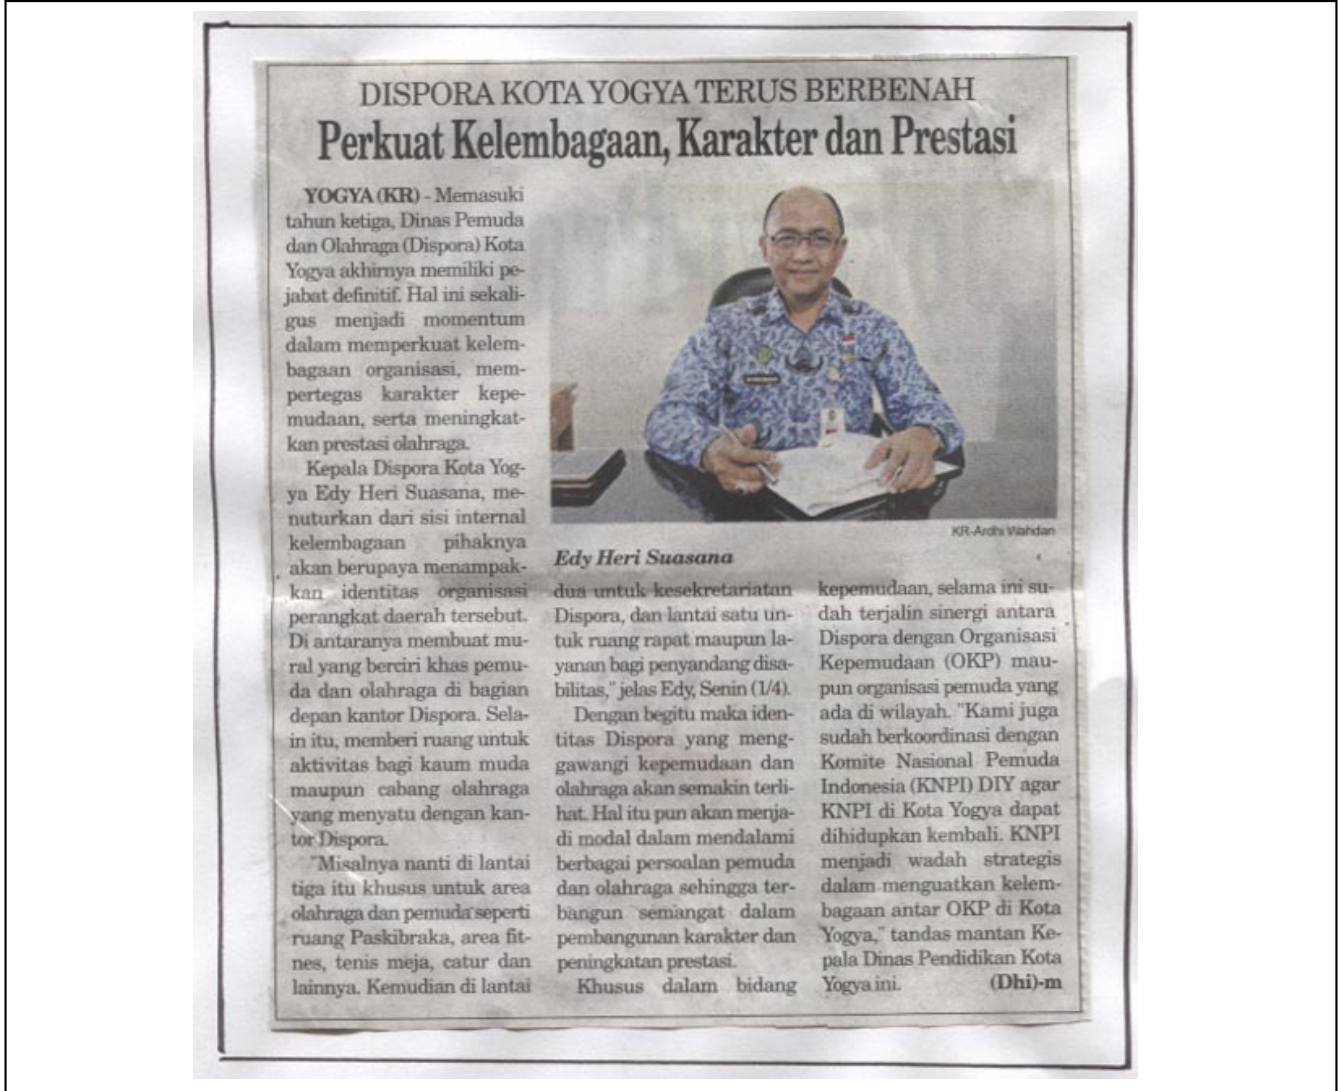 DISPORA KOTA YOGYA TERUS BERBENAH
Perkuat Kelembagaan, Karakter dan Prestasi
YOGYA (KR) - Memasuki
tahun ketiga, Dinas Pemuda
dan Olahraga (Dispora) Kota
Yogya akhirnya memiliki pe-
jabat definitif. Hal ini sekali-
gus menjadi momentum
dalam memperkuat kelem-
bagaan organisasi, mem-
pertegas karakter kepe-
mudaan, serta meningkat-
kan prestasi olahraga.
Kepala Dispora Kota Yog-
ya Edy Heri Suasana, me-
nuturkan dari sisi internal
kelembagaan pihaknya
akan berupaya menampak-
kan identitas organisasi
perangkat daerah tersebut.
Di antaranya membuat mu-
ral yang berciri khas pemu-
da dan olahraga di bagian
depan kantor Dispora. Sela-
in itu, memberi ruang untuk
aktivitas bagi kaum muda
maupun cabang olahraga
yang menyatu dengan kan-
tor Dispora.
"Misalnya nanti di lantai
tiga itu khusus untuk area
olahraga dan pemuda seperti
ruang Paskibraka, area fit-
nes, tenis meja, catur dan
lainnya. Kemudian di lantai
KR-Ardhi Wahdan
Edy Heri Suasana
dua untuk kesekretariatan
Dispora, dan lantai satu un-
tuk ruang rapat maupun la-
yanan bagi penyandang disa-
bilitas," jelas Edy, Senin (1/4).
Dengan begitu maka iden-
titas Dispora yang meng-
gawangi kepemudaan dan
olahraga akan semakin terli-
hat. Hal itu pun akan menja-
di modal dalam mendalami
berbagai persoalan pemuda
dan olahraga sehingga ter-
bangun semangat dalam
pembangunan karakter dan
peningkatan prestasi.
Khusus dalam bidang
kepemudaan, selama ini su-
dah terjalin sinergi antara
Dispora dengan Organisasi
Kepemudaan (OKP) mau-
pun organisasi pemuda yang
ada di wilayah. "Kami juga
sudah berkoordinasi dengan
Komite Nasional Pemuda
Indonesia (KNPI) DIY agar
KNPI di Kota Yogya dapat
dihidupkan kembali. KNPI
menjadi wadah strategis
dalam menguatkan kelem-
bagaan antar OKP di Kota
Yogya," tandas mantan Ke-
pala Dinas Pendidikan Kota
Yogya ini. (Dhi)-m